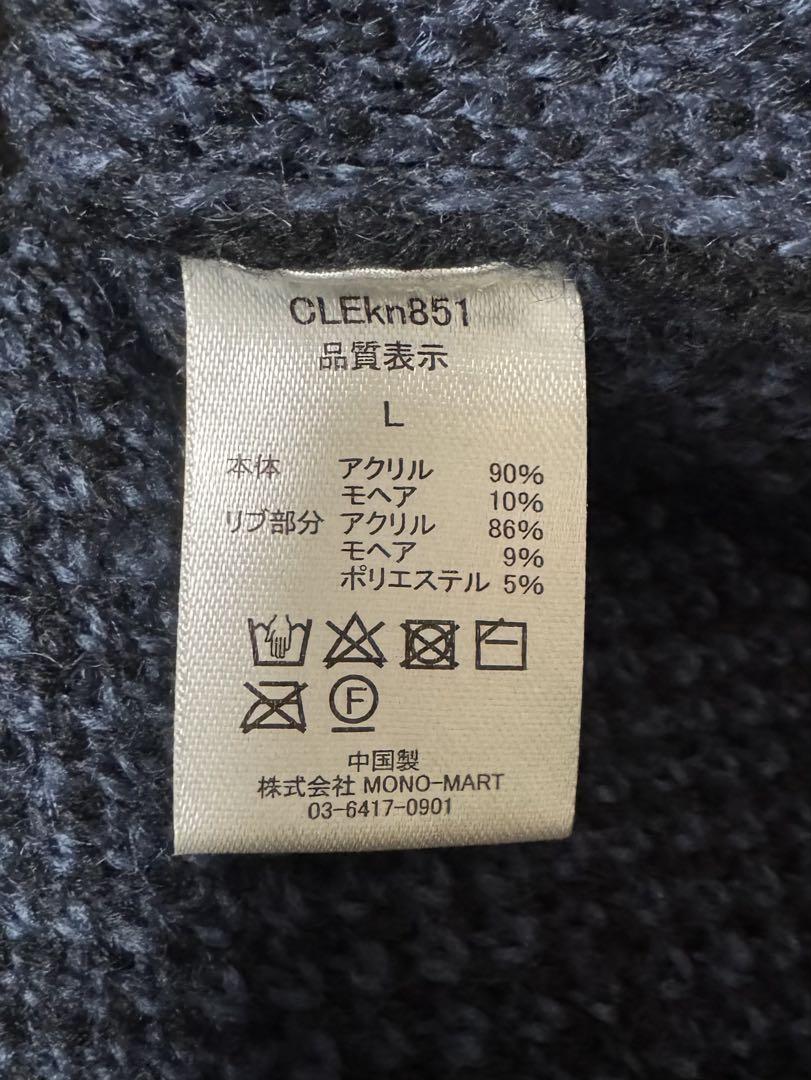 CLEkn851
品質表示
L
本体 アクリル 90%
モヘア 10%
リブ部分 アクリル 86%
モヘア 9%
ポリエステル 5%
F
中国製
株式会社 MONO-MART
03-6417-0901